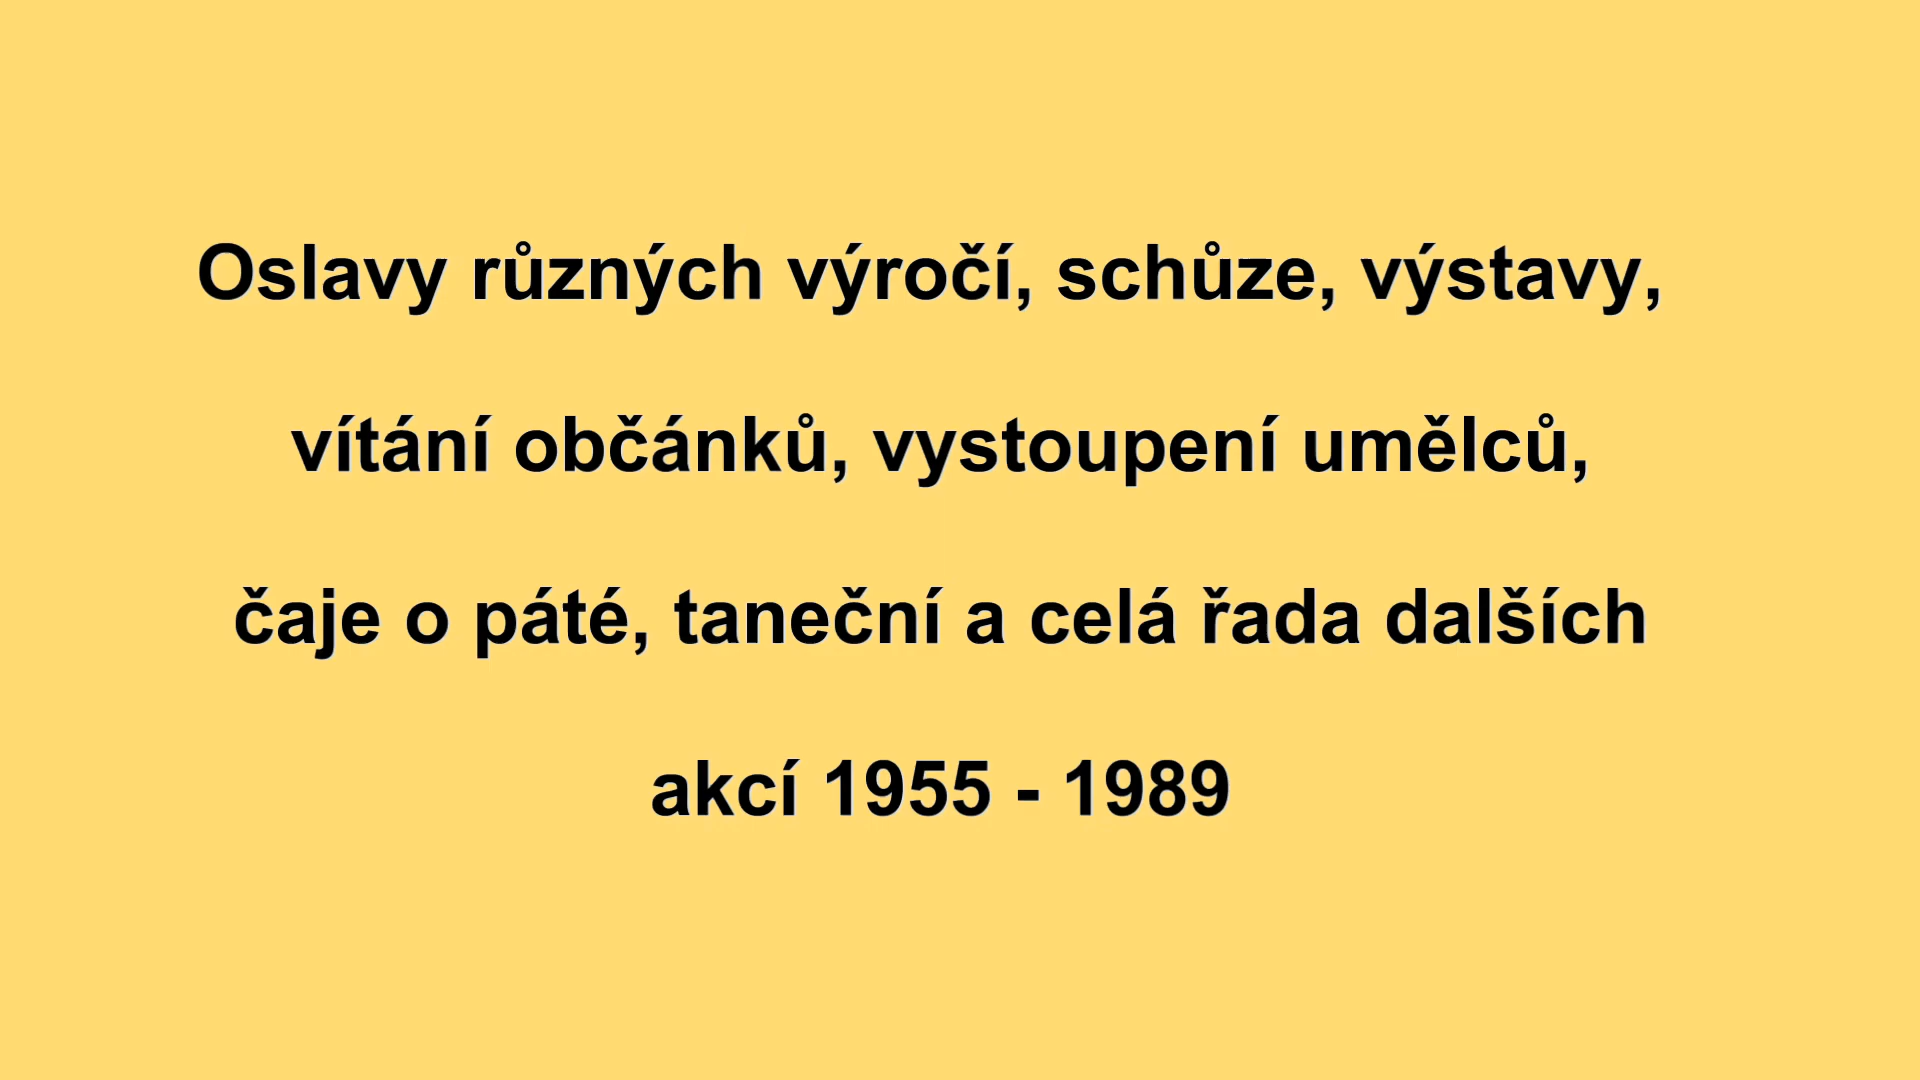 Oslavy různých výročí, schůze, výstavy,
vítání občánků, vystoupení umělců,
čaje o páté, taneční a celá řada dalších
akcí 1955 - 1989